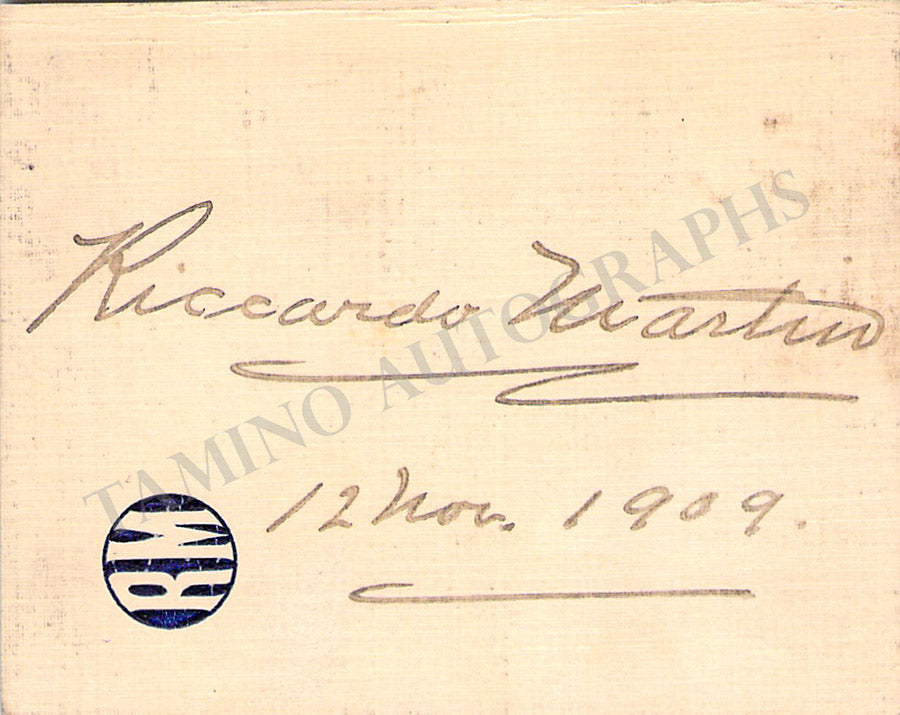 Riccardo Martin
12 Nov. 1909.
RM
TAMINO AUTOGRAPHS